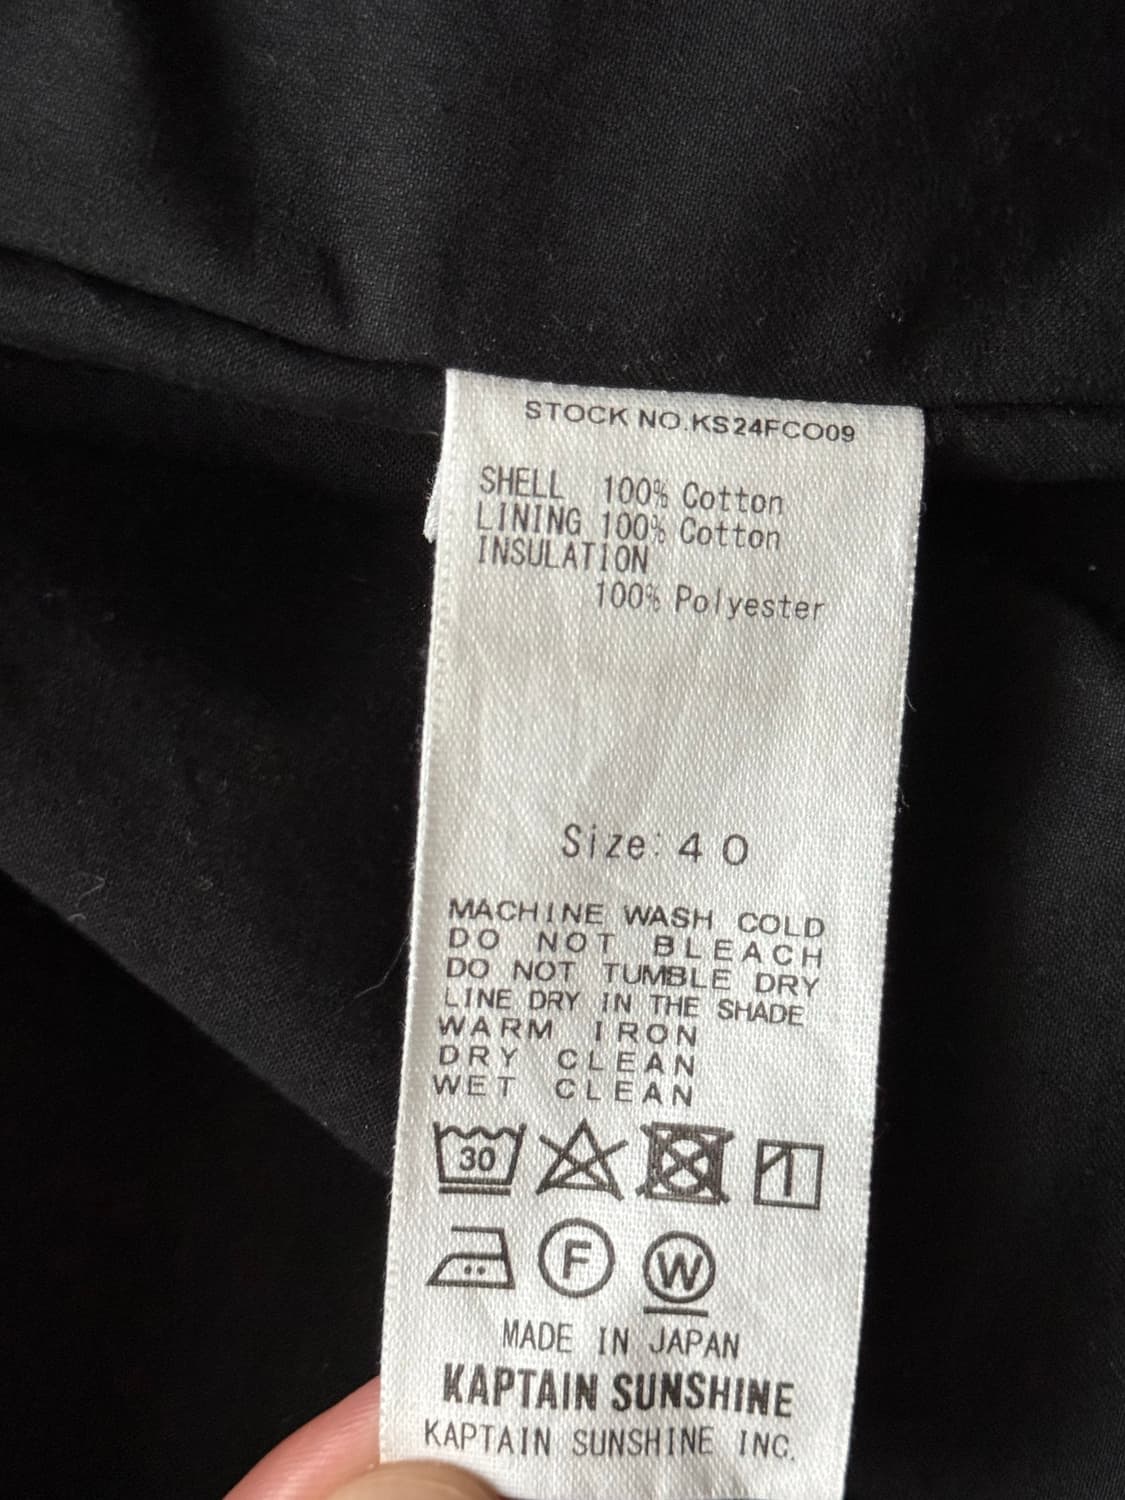 STOCK NO.KS24FCO09
SHELL 100% Cotton
LINING 100% Cotton
INSULATION
100% Polyester
Size: 40
MACHINE WASH COLD
DO NOT BLEACH
DO NOT TUMBLE DRY
LINE DRY IN THE SHADE
WARM IRON
DRY CLEAN
WET CLEAN
30
F W
MADE IN JAPAN
KAPTAIN SUNSHINE
KAPTAIN SUNSHINE INC.